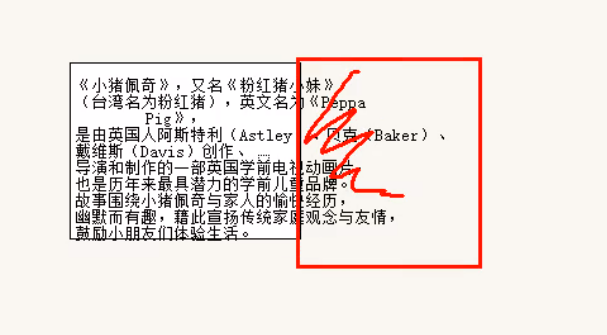 《小猪佩奇》，又名《粉红猪小妹》
（台湾名为粉红猪），英文名为《Peppa
Pig》，
是由英国人阿斯特利（Astley）、贝克（Baker）、
戴维斯（Davis）创作、
导演和制作的一部英国学前电视动画片，
也是历年来最具潜力的学前儿童品牌。
故事围绕小猪佩奇与家人的愉快经历，
幽默而有趣，藉此宣扬传统家庭观念与友情，
鼓励小朋友们体验生活。